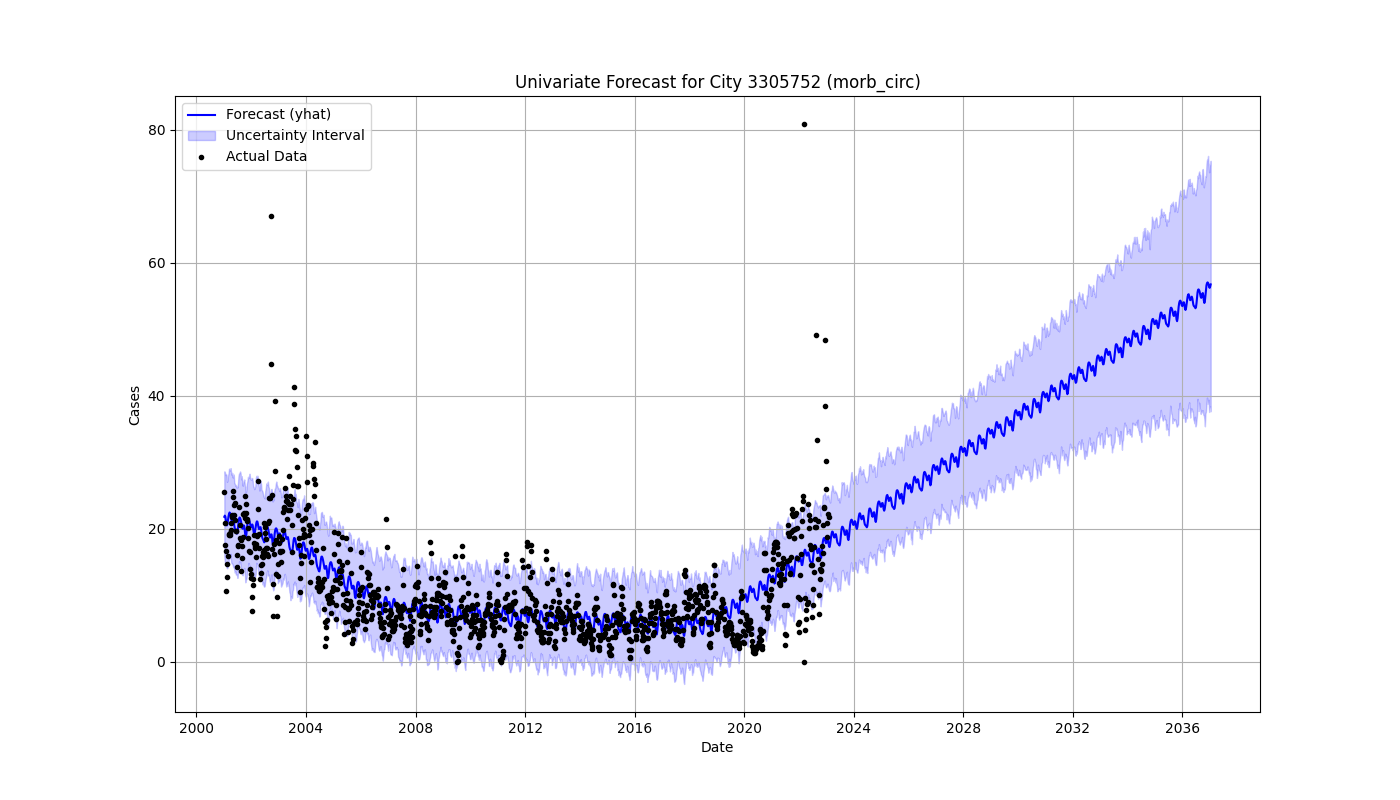 Univariate Forecast for City 3305752 (morb_circ)
Forecast (yhat)
Uncertainty Interval
Actual Data
80
60
40
20
0
Cases
2000 2004 2008 2012 2016 2020 2024 2028 2032 2036
Date